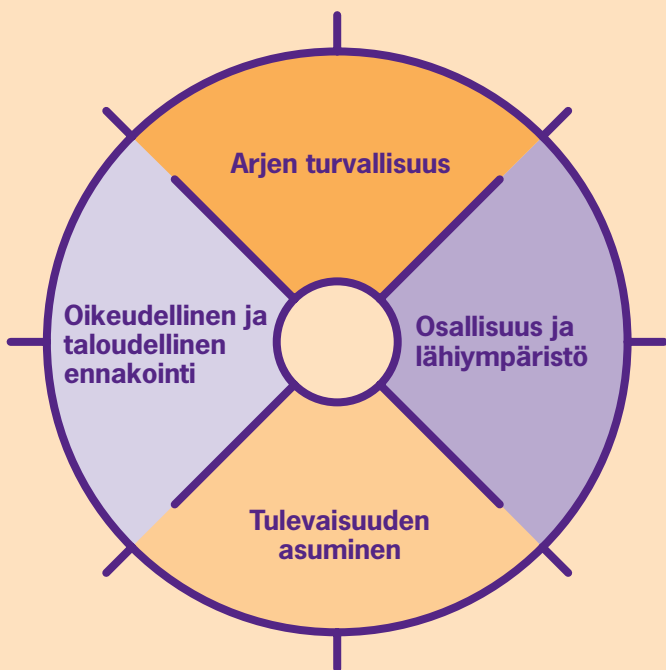 Arjen turvallisuus
Oikeudellinen ja
taloudellinen
ennakointi
Osallisuus ja
lähiympäristö
Tulevaisuuden
asuminen